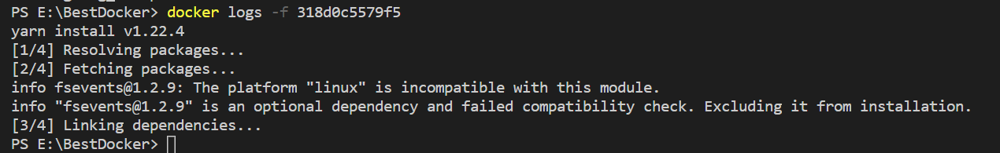 PS E:\BestDocker> docker logs -f 318d0c5579f5
yarn install v1.22.4
[1/4] Resolving packages...
[2/4] Fetching packages...
info fsevents@1.2.9: The platform "linux" is incompatible with this module.
info "fsevents@1.2.9" is an optional dependency and failed compatibility check. Excluding it from installation.
[3/4] Linking dependencies...
PS E:\BestDocker>